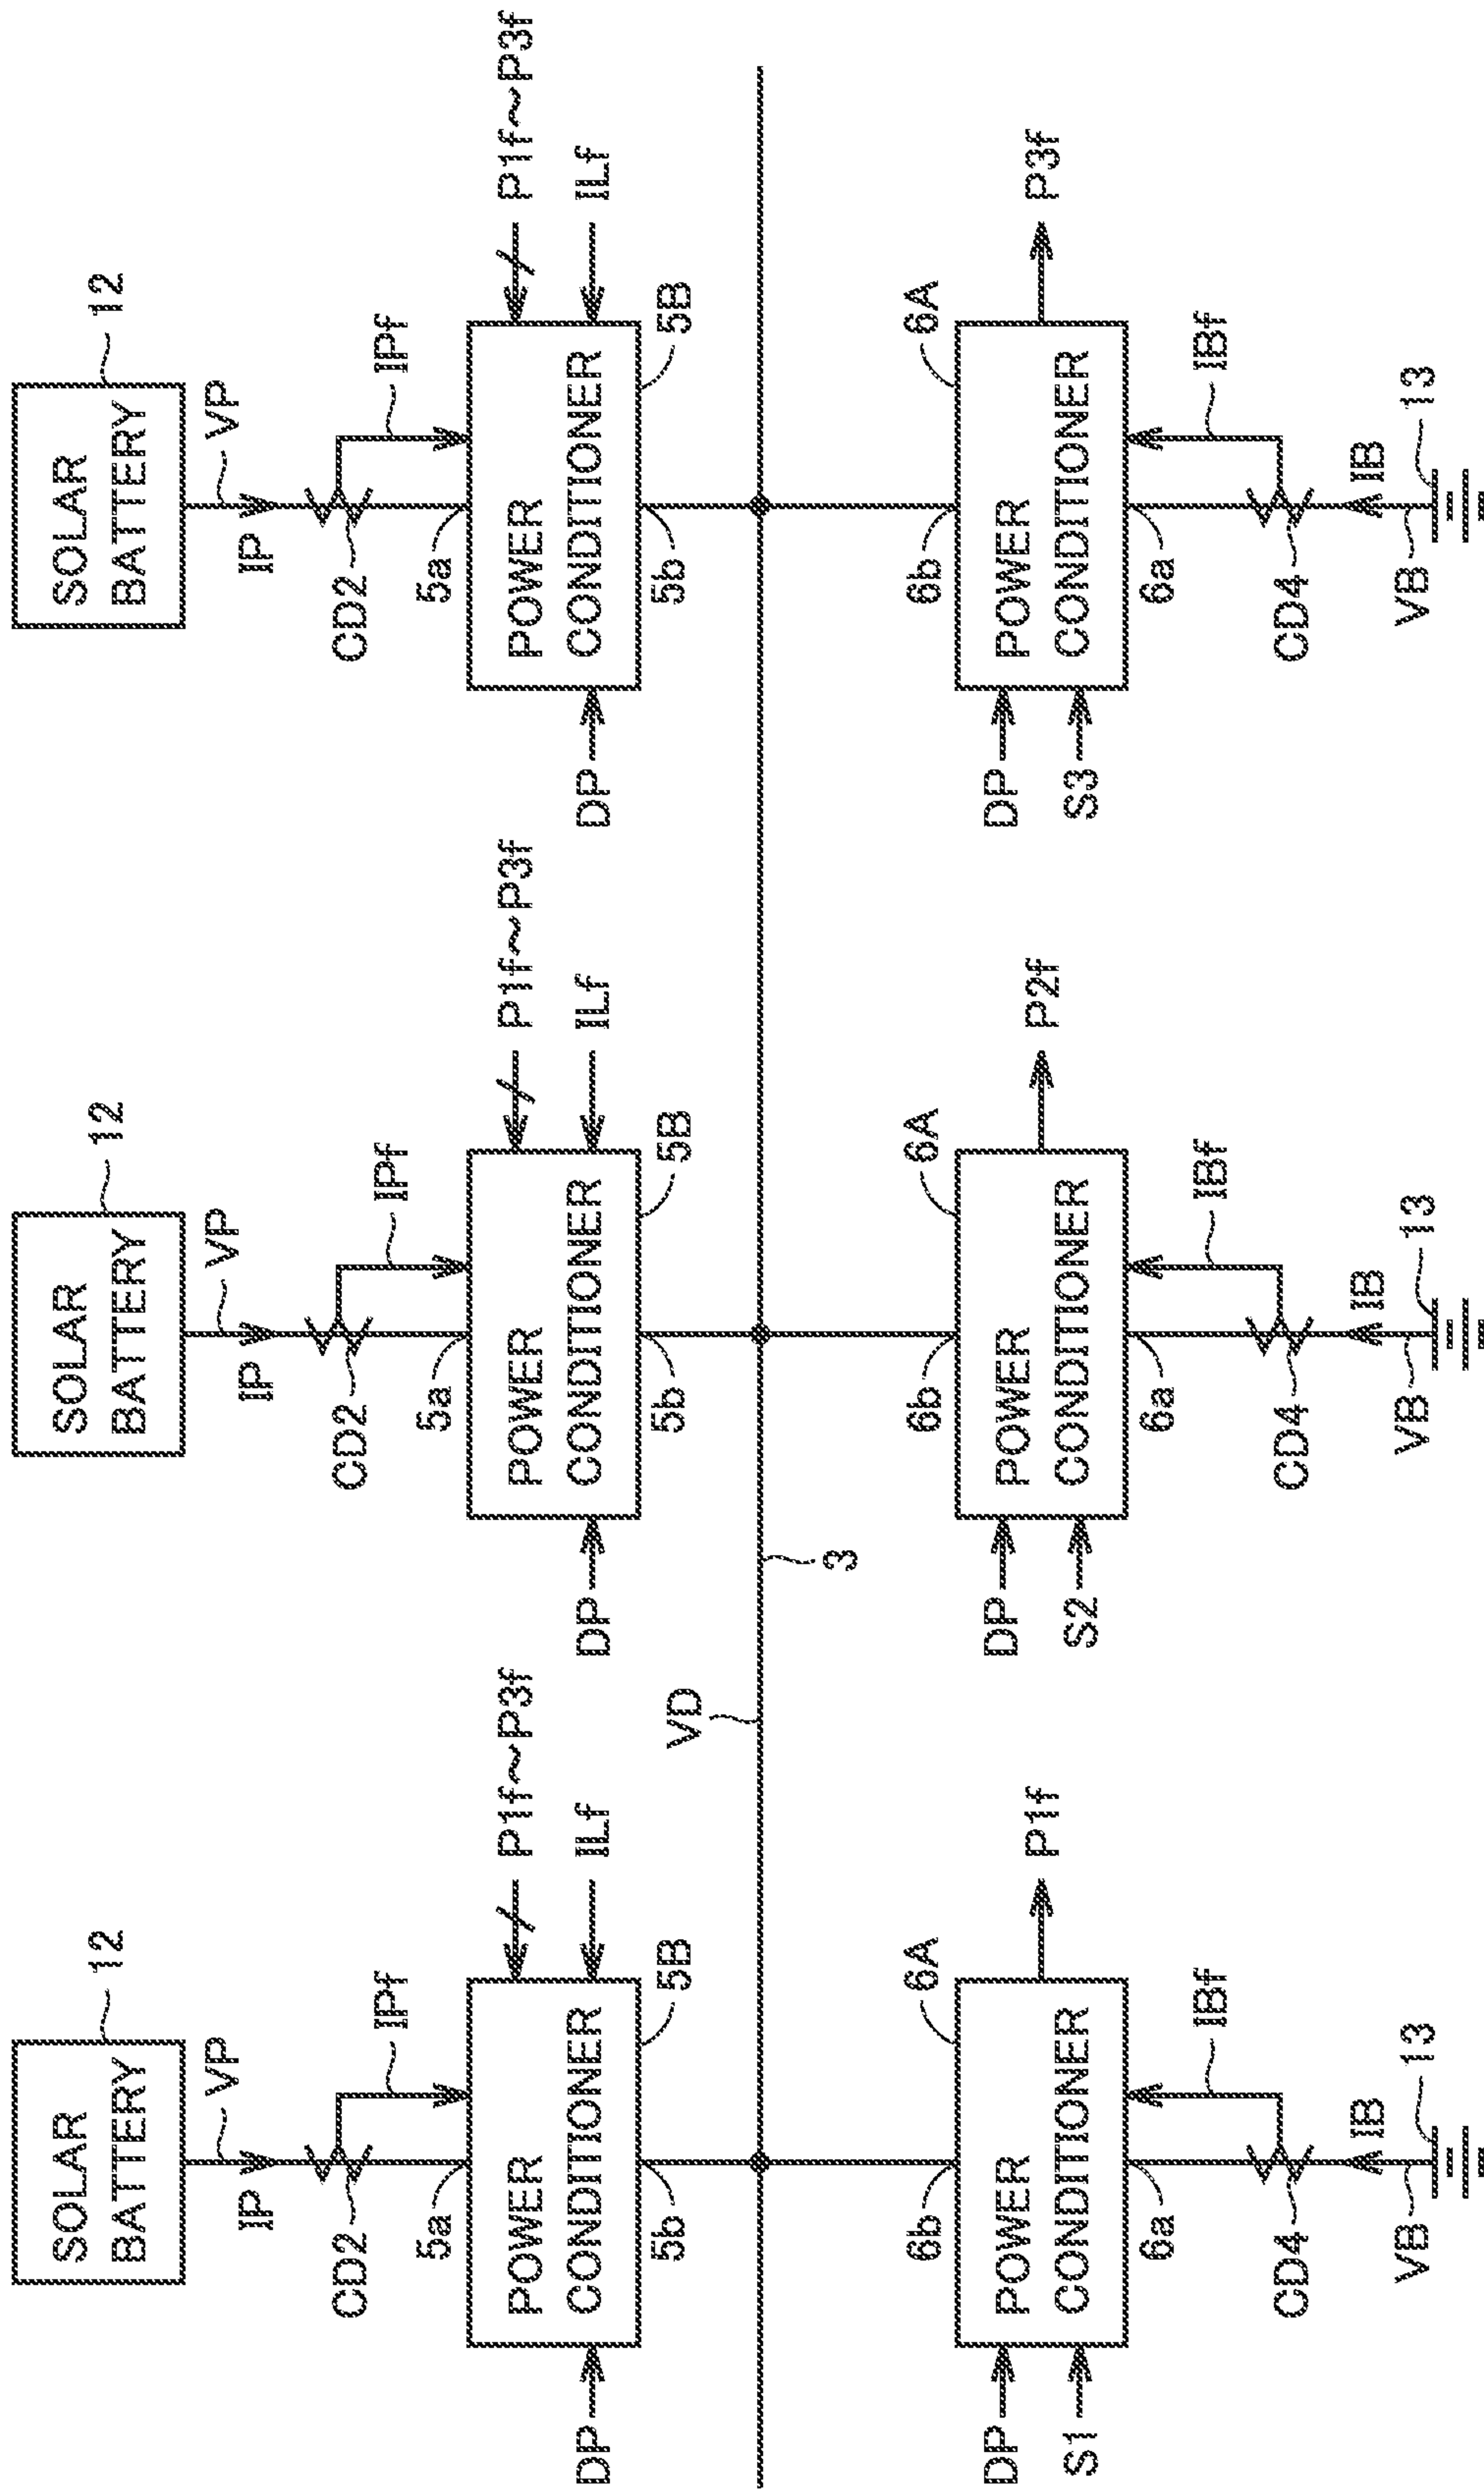 SOLAR
BATTERY
12
VP
IP
IPf
CD2
5a
P1f~P3f
ILf
POWER
CONDITIONER
DP
5B
5b
SOLAR
BATTERY
12
VP
IP
IPf
CD2
5a
P1f~P3f
ILf
POWER
CONDITIONER
DP
5B
5b
SOLAR
BATTERY
12
VP
IP
IPf
CD2
5a
P1f~P3f
ILf
POWER
CONDITIONER
DP
5B
5b
VD
3
6b
6A
DP
S1
POWER
CONDITIONER
P1f
6a
IBf
CD4
IB
VB
13
6b
6A
DP
S2
POWER
CONDITIONER
P2f
6a
IBf
CD4
IB
VB
13
6b
6A
DP
S3
POWER
CONDITIONER
P3f
6a
IBf
CD4
IB
VB
13